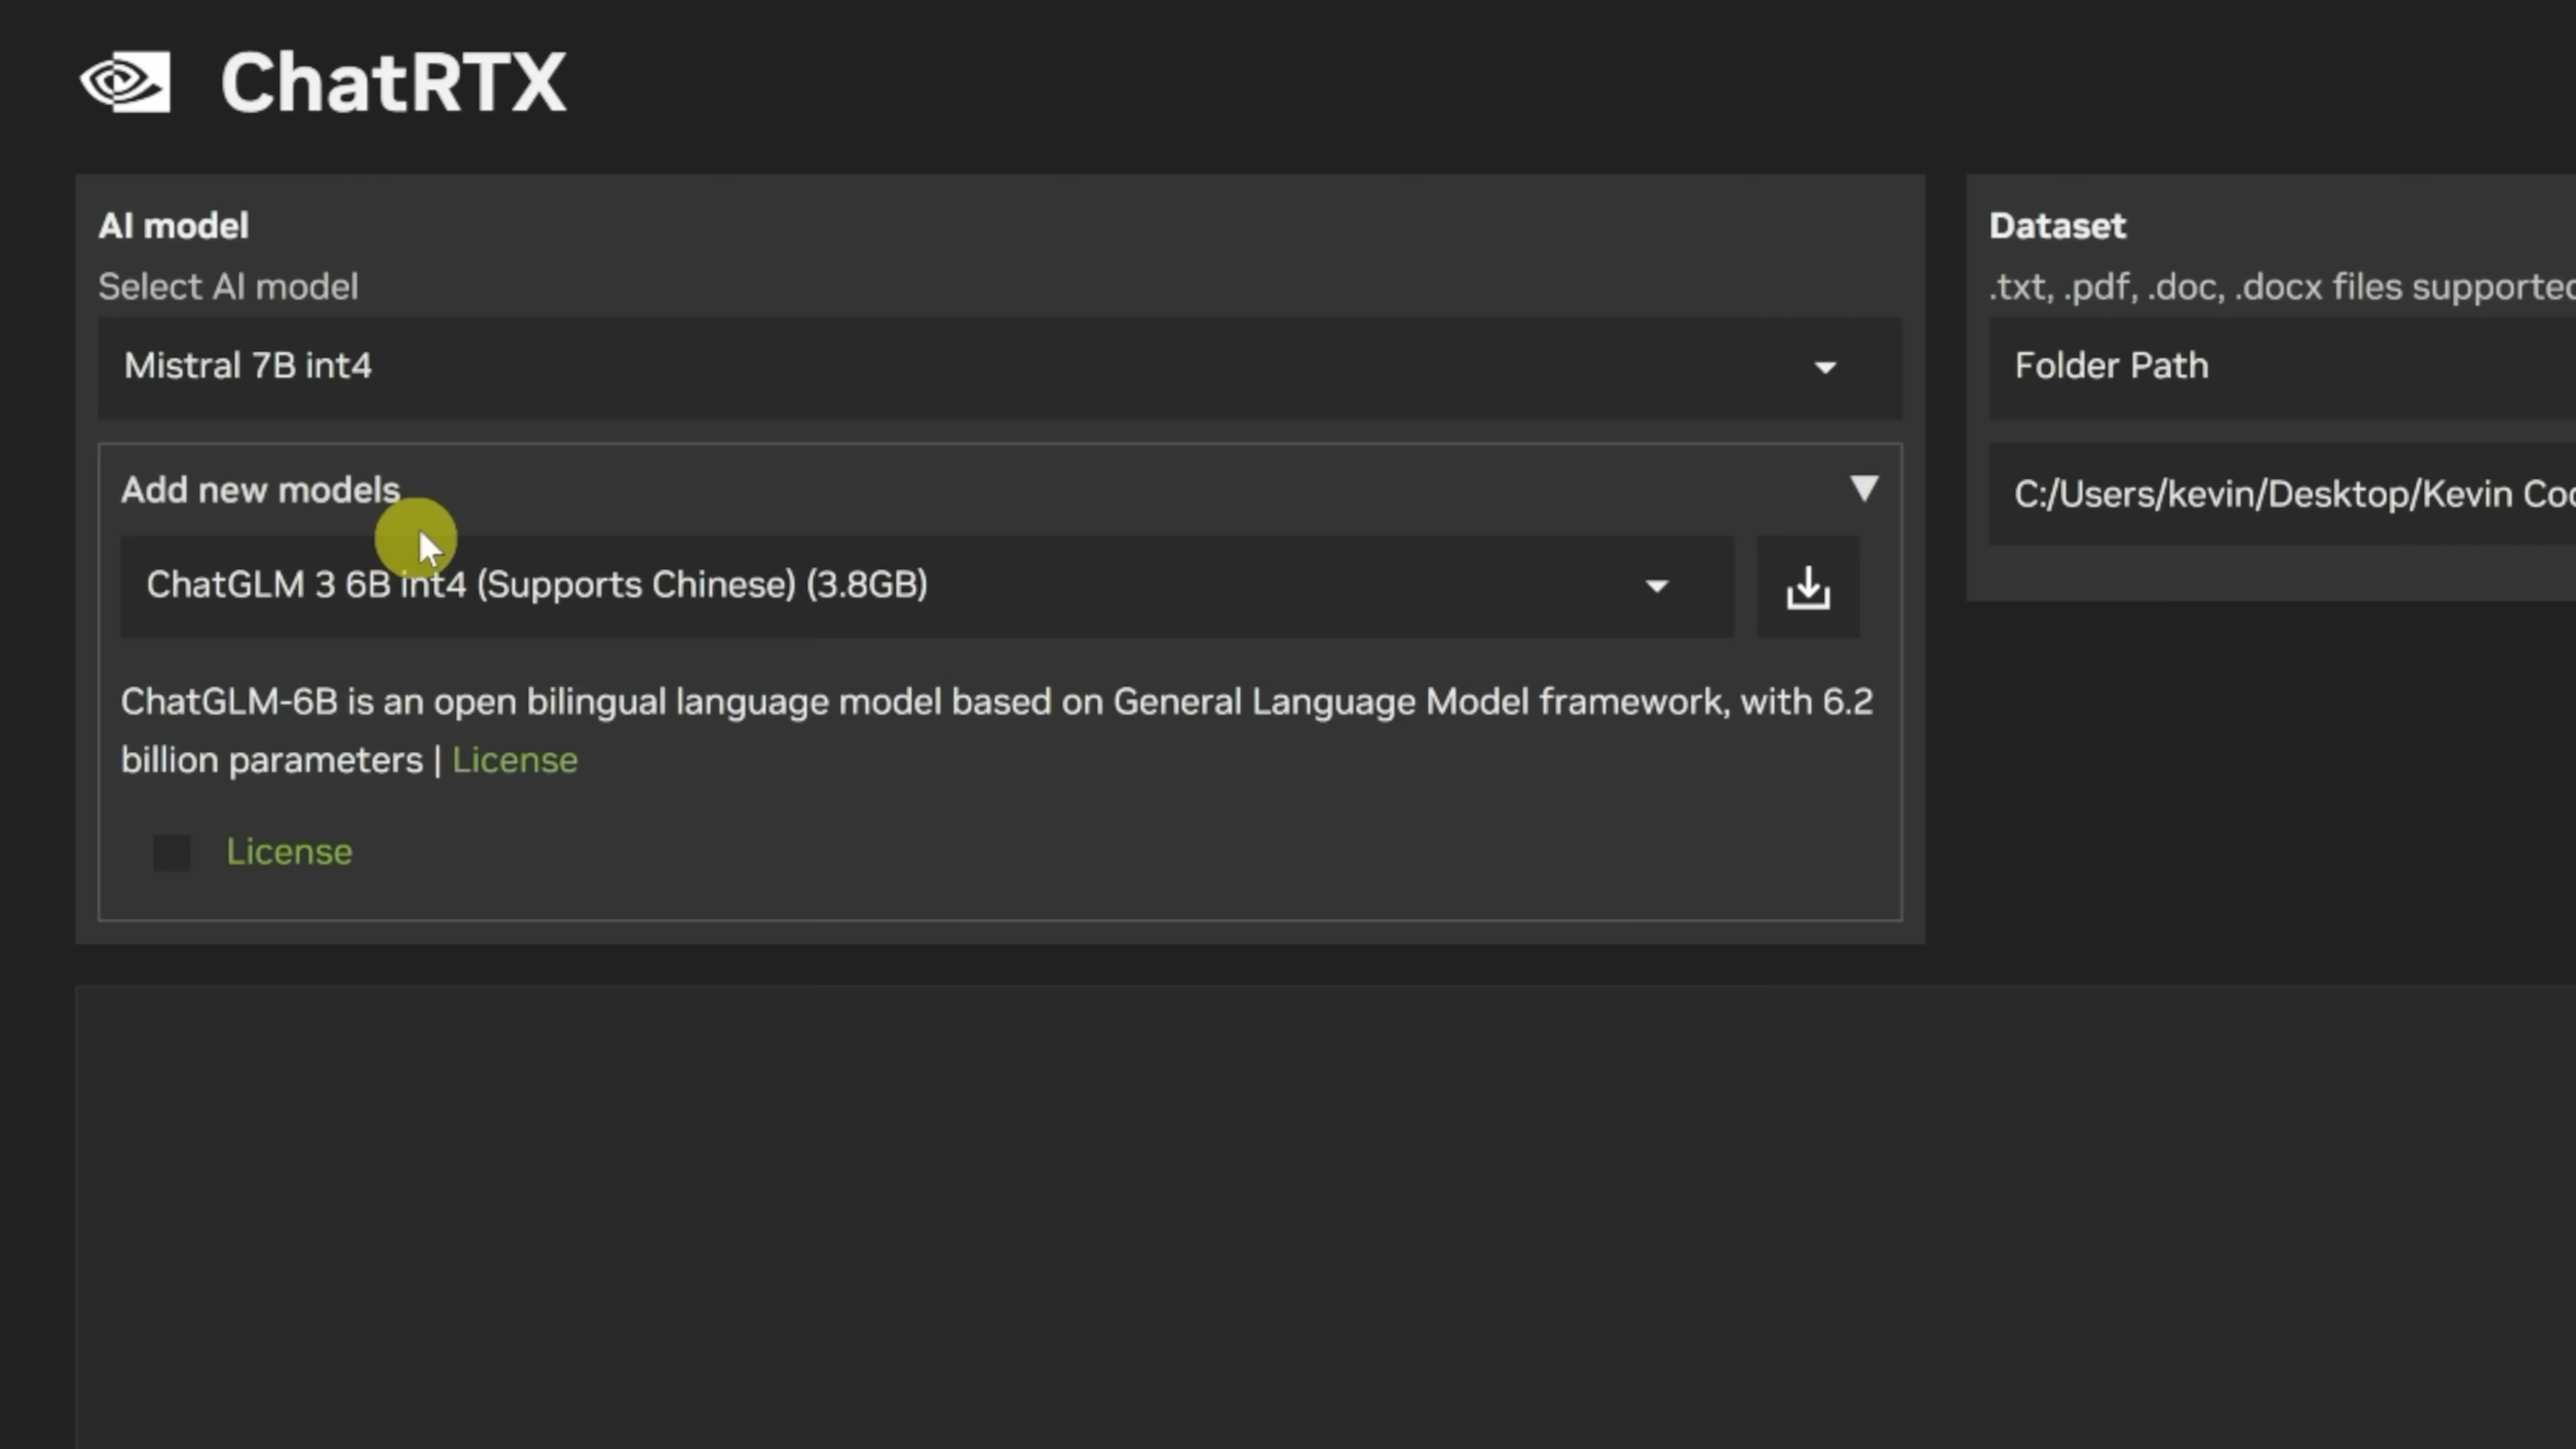 ChatRTX
AI model
Select AI model
Mistral 7B int4
Add new models
ChatGLM 3 6B int4 (Supports Chinese) (3.8GB)
ChatGLM-6B is an open bilingual language model based on General Language Model framework, with 6.2
billion parameters | License
License
Dataset
.txt, .pdf, .doc, .docx files supported
Folder Path
C:/Users/kevin/Desktop/Kevin Coo